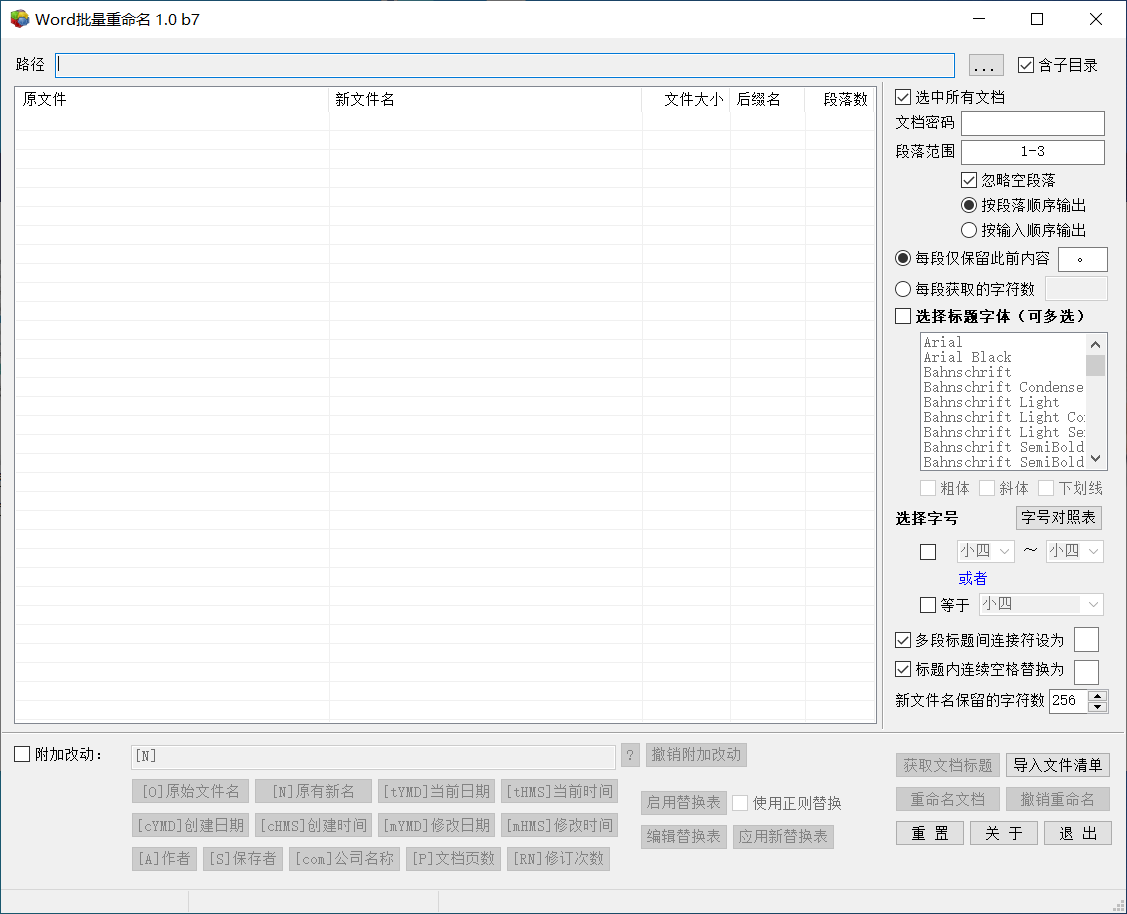 Word批量重命名 1.0 b7
路径 ... 含子目录
原文件 新文件名 文件大小 后缀名 段落数
选中所有文档
文档密码
段落范围 1-3
忽略空段落
按段落顺序输出
按输入顺序输出
每段仅保留此前内容 。
每段获取的字符数
选择标题字体（可多选）
Arial
Arial Black
Bahnschrift
Bahnschrift Condense
Bahnschrift Light
Bahnschrift Light Co
Bahnschrift Light Se
Bahnschrift SemiBold
Bahnschrift SemiBold
粗体 斜体 下划线
选择字号 字号对照表
小四 ～ 小四
或者
等于 小四
多段标题间连接符设为
标题内连续空格替换为
新文件名保留的字符数 256
附加改动： [N] ? 撤销附加改动
[O]原始文件名 [N]原有新名 [tYMD]当前日期 [tHMS]当前时间
[cYMD]创建日期 [cHMS]创建时间 [mYMD]修改日期 [mHMS]修改时间
[A]作者 [S]保存者 [com]公司名称 [P]文档页数 [RN]修订次数
启用替换表 使用正则替换
编辑替换表 应用新替换表
获取文档标题 导入文件清单
重命名文档 撤销重命名
重 置 关 于 退 出